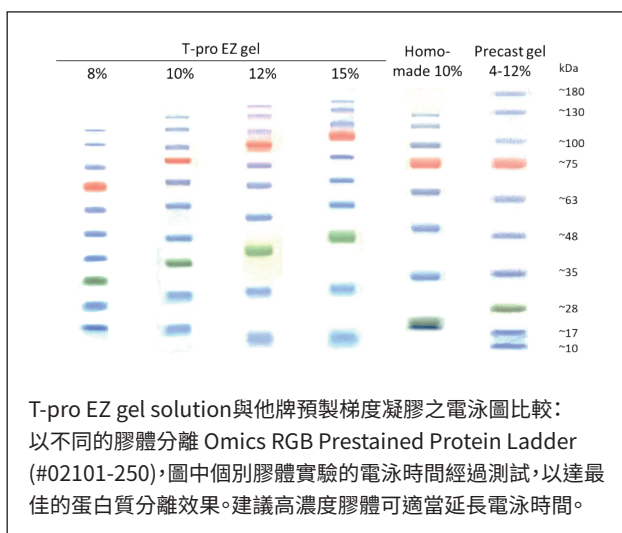 T-pro EZ gel
Homo-
made 10%
Precast gel
4-12%
kDa
8%
10%
12%
15%
~180
~130
~100
~75
~63
~48
~35
~28
~17
~10
T-pro EZ gel solution與他牌預製梯度凝膠之電泳圖比較：
以不同的膠體分離 Omics RGB Prestained Protein Ladder
(#02101-250)，圖中個別膠體實驗的電泳時間經過測試，以達最
佳的蛋白質分離效果。建議高濃度膠體可適當延長電泳時間。